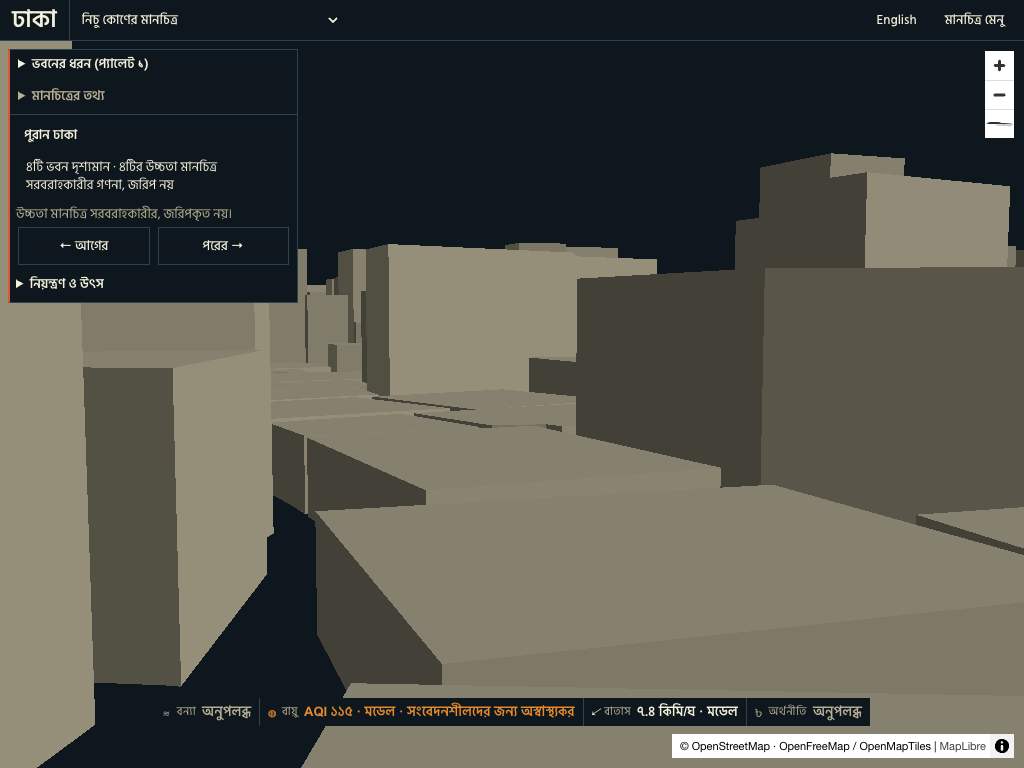 ঢাকা
নিচু কোণের মানচিত্র
English
মানচিত্র মেনু
▶ ভবনের ধরন (প্যালেট ১)
▶ মানচিত্রের তথ্য
পুরান ঢাকা
৪টি ভবন দৃশ্যমান · ৪টির উচ্চতা মানচিত্র
সরবরাহকারীর গণনা, জরিপ নয়
উচ্চতা মানচিত্র সরবরাহকারীর, জরিপকৃত নয়।
← আগের
পরের →
▶ নিয়ন্ত্রণ ও উৎস
≈ বন্যা অনুপলব্ধ
বায়ু AQI ১১৫ · মডেল · সংবেদনশীলদের জন্য অস্বাস্থ্যকর
বাতাস ৭.৪ কিমি/ঘ · মডেল
৳ অর্থনীতি অনুপলব্ধ
© OpenStreetMap · OpenFreeMap / OpenMapTiles | MapLibre